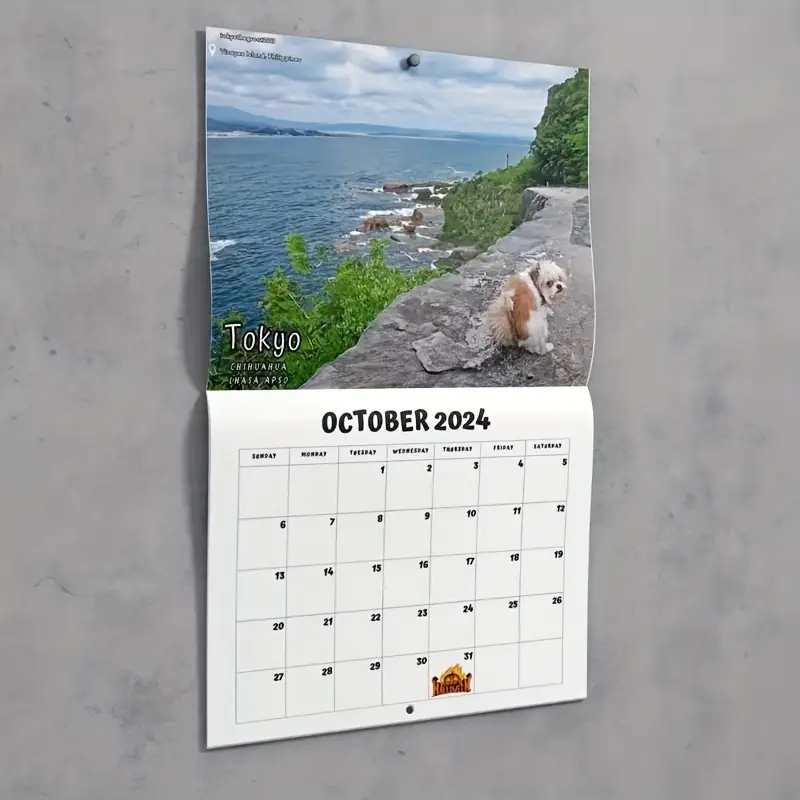 Visayas Island, Philippines
Tokyo
CHIHUAHUA
LHASA APSO
OCTOBER 2024
SUNDAY MONDAY TUESDAY WEDNESDAY THURSDAY FRIDAY SATURDAY
1 2 3 4 5
6 7 8 9 10 11 12
13 14 15 16 17 18 19
20 21 22 23 24 25 26
27 28 29 30 31